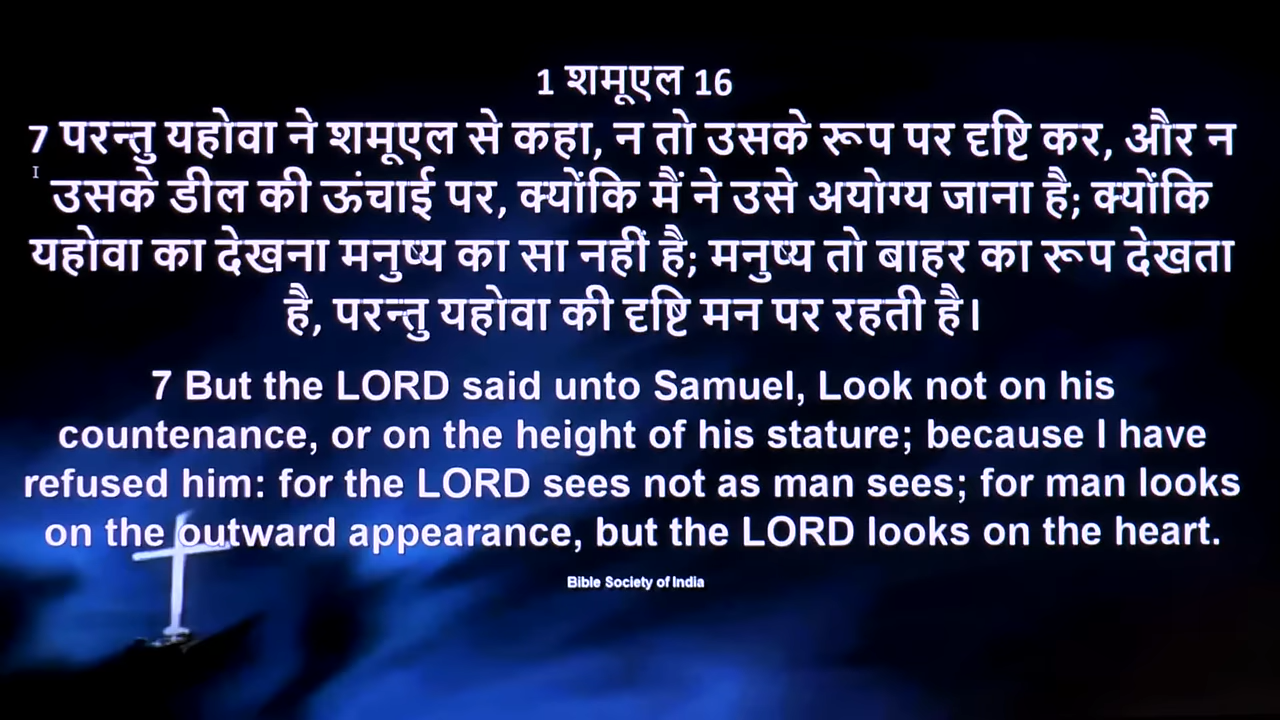 1 शमूएल 16
7 परन्तु यहोवा ने शमूएल से कहा, न तो उसके रूप पर दृष्टि कर, और न
उसके डील की ऊंचाई पर, क्योंकि मैं ने उसे अयोग्य जाना है; क्योंकि
यहोवा का देखना मनुष्य का सा नहीं है; मनुष्य तो बाहर का रूप देखता
है, परन्तु यहोवा की दृष्टि मन पर रहती है।
7 But the LORD said unto Samuel, Look not on his
countenance, or on the height of his stature; because I have
refused him: for the LORD sees not as man sees; for man looks
on the outward appearance, but the LORD looks on the heart.
Bible Society of India